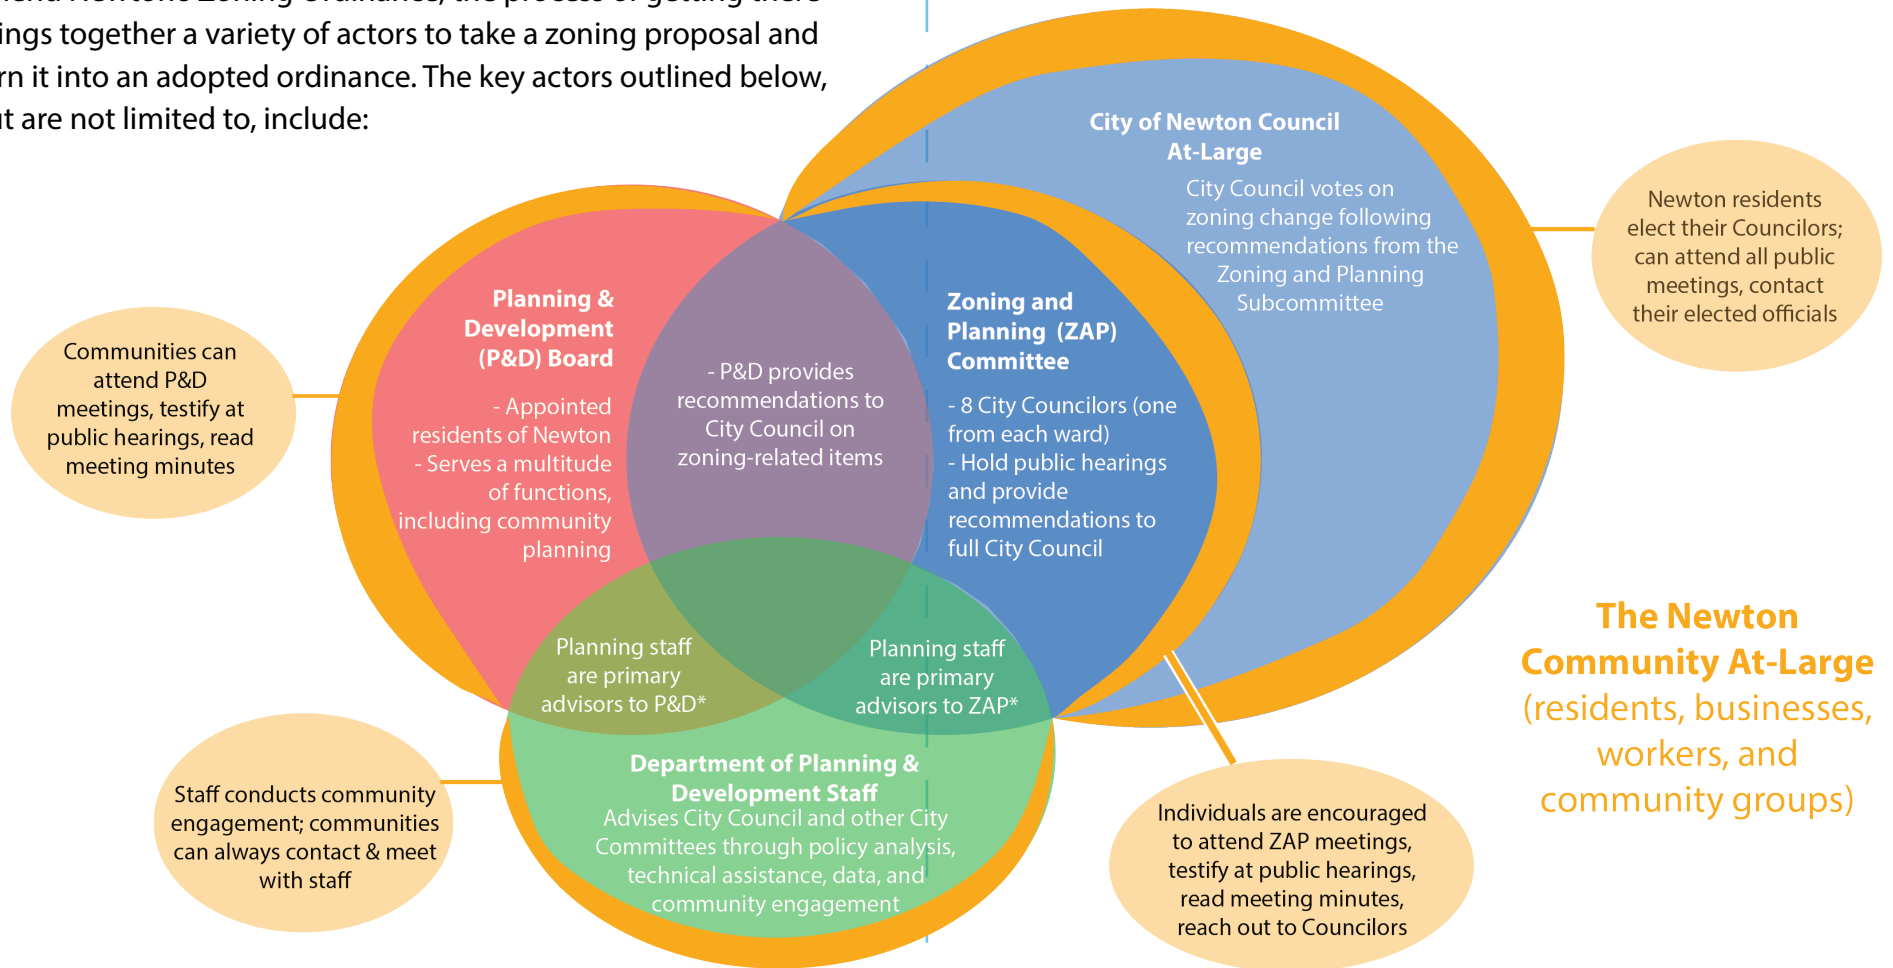 Newton's Zoning Ordinance, the process of getting there
together a variety of actors to take a zoning proposal and
it into an adopted ordinance. The key actors outlined below,
are not limited to, include:
City of Newton Council
At-Large
City Council votes on
zoning change following
recommendations from the
Zoning and Planning
Subcommittee
Newton residents
elect their Councilors;
can attend all public
meetings, contact
their elected officials
Planning &
Development
(P&D) Board
- Appointed
residents of Newton
- Serves a multitude
of functions,
including community
planning
- P&D provides
recommendations to
City Council on
zoning-related items
Zoning and
Planning (ZAP)
Committee
- 8 City Councilors (one
from each ward)
- Hold public hearings
and provide
recommendations to
full City Council
Communities can
attend P&D
meetings, testify at
public hearings, read
meeting minutes
Planning staff
are primary
advisors to P&D*
Planning staff
are primary
advisors to ZAP*
The Newton
Community At-Large
(residents, businesses,
workers, and
community groups)
Department of Planning &
Development Staff
Advises City Council and other City
Committees through policy analysis,
technical assistance, data, and
community engagement
Staff conducts community
engagement; communities
can always contact & meet
with staff
Individuals are encouraged
to attend ZAP meetings,
testify at public hearings,
read meeting minutes,
reach out to Councilors